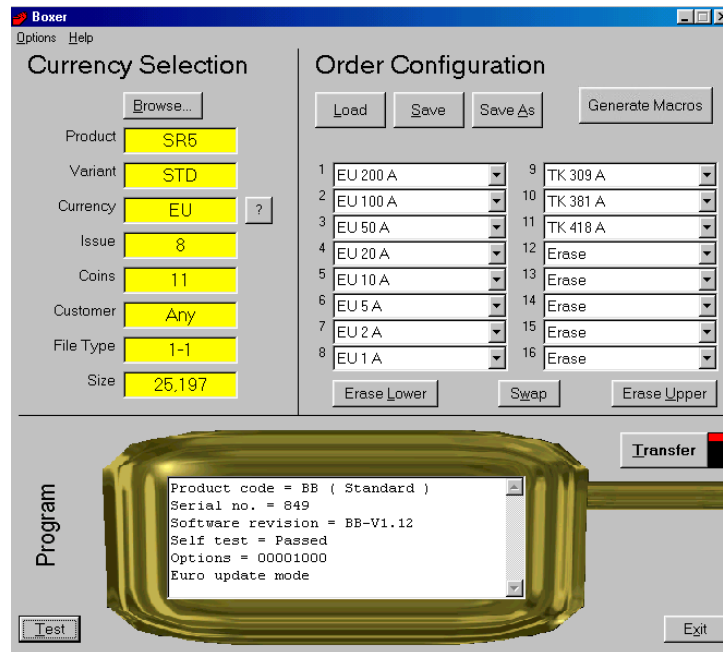 Boxer
Options Help
Currency Selection
Browse...
Product SR5
Variant STD
Currency EU ?
Issue 8
Coins 11
Customer Any
File Type 1-1
Size 25,197
Order Configuration
Load Save Save As Generate Macros
1 EU 200 A
2 EU 100 A
3 EU 50 A
4 EU 20 A
5 EU 10 A
6 EU 5 A
7 EU 2 A
8 EU 1 A
9 TK 309 A
10 TK 381 A
11 TK 418 A
12 Erase
13 Erase
14 Erase
15 Erase
16 Erase
Erase Lower Swap Erase Upper
Transfer
Program
Product code = BB ( Standard )
Serial no. = 849
Software revision = BB-V1.12
Self test = Passed
Options = 00001000
Euro update mode
Test
Exit